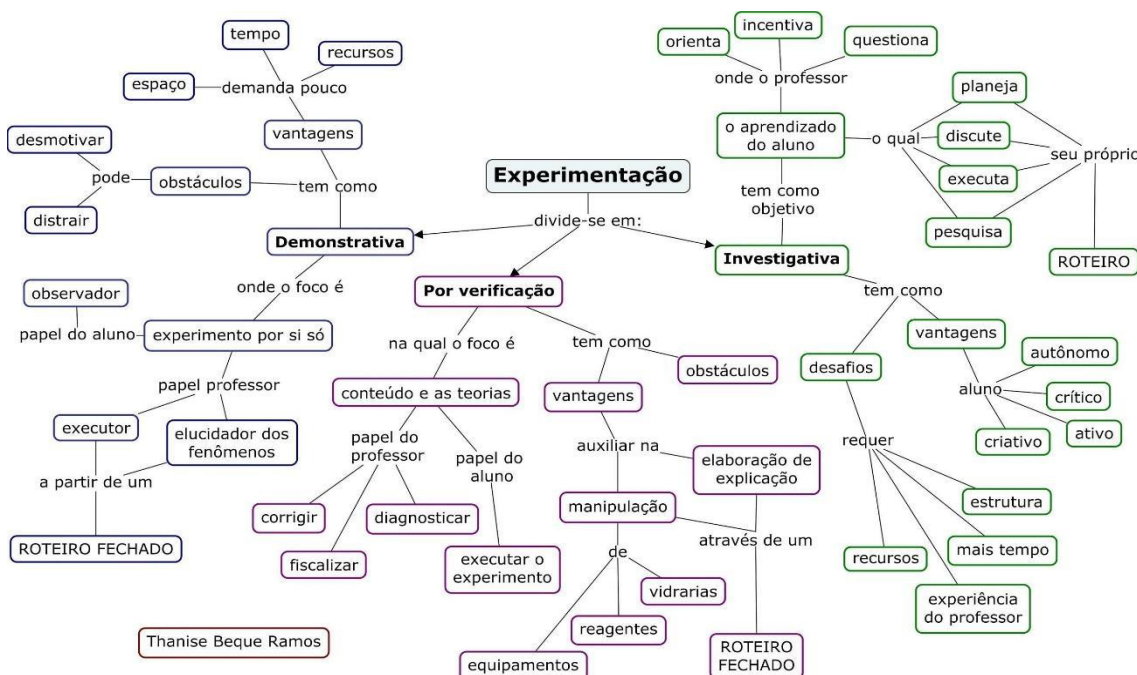 Experimentação
divide-se em:
Demonstrativa
tem como
vantagens
demanda pouco
tempo
recursos
espaço
obstáculos
pode
desmotivar
distrair
onde o foco é
experimento por si só
papel do aluno
observador
papel professor
executor
elucidador dos
fenômenos
a partir de um
ROTEIRO FECHADO
Por verificação
na qual o foco é
conteúdo e as teorias
papel do
professor
corrigir
fiscalizar
diagnosticar
papel do
aluno
executar o
experimento
tem como
obstáculos
vantagens
auxiliar na
elaboração de
explicação
manipulação
de
equipamentos
reagentes
vidrarias
através de um
ROTEIRO
FECHADO
Investigativa
tem como
objetivo
o aprendizado
do aluno
onde o professor
orienta
incentiva
questiona
o qual
planeja
discute
executa
pesquisa
seu próprio
ROTEIRO
tem como
vantagens
aluno
autônomo
crítico
ativo
criativo
desafios
requer
estrutura
mais tempo
experiência
do professor
recursos
Thanise Beque Ramos